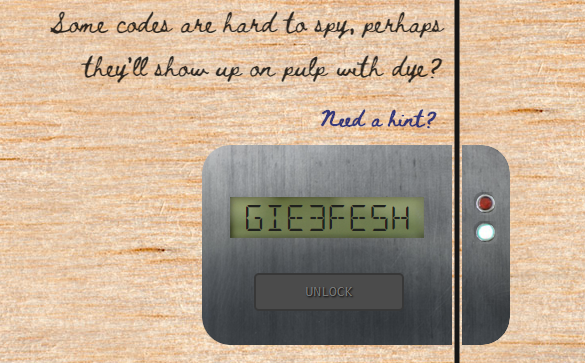 Some codes are hard to spy, perhaps
they'll show up on pulp with dye?
Need a hint?
GIE3FESH
UNLOCK